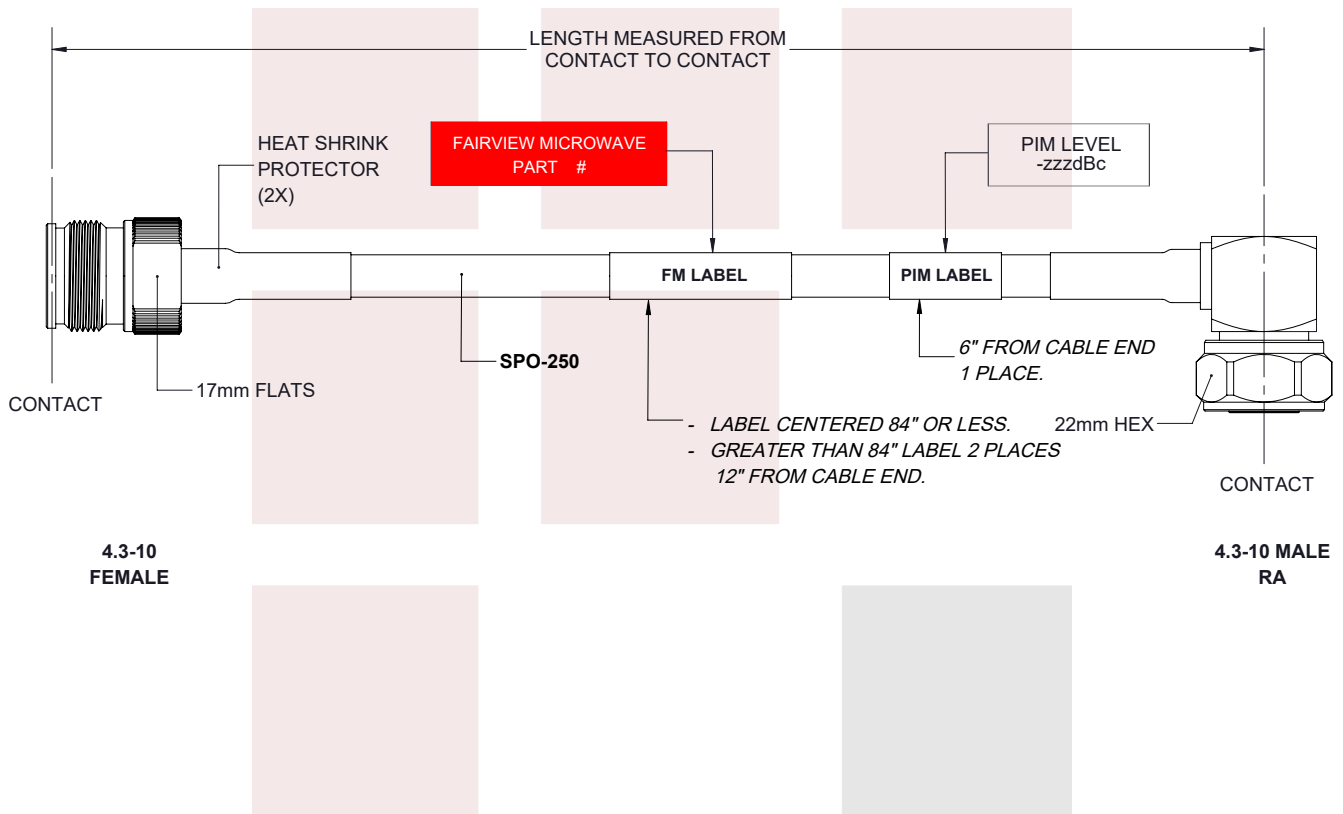 LENGTH MEASURED FROM
CONTACT TO CONTACT
HEAT SHRINK
PROTECTOR
(2X)
FAIRVIEW MICROWAVE
PART #
PIM LEVEL
-zzzdBc
FM LABEL
PIM LABEL
SPO-250
6" FROM CABLE END
1 PLACE.
17mm FLATS
CONTACT
- LABEL CENTERED 84" OR LESS.
- GREATER THAN 84" LABEL 2 PLACES
12" FROM CABLE END.
22mm HEX
CONTACT
4.3-10
FEMALE
4.3-10 MALE
RA